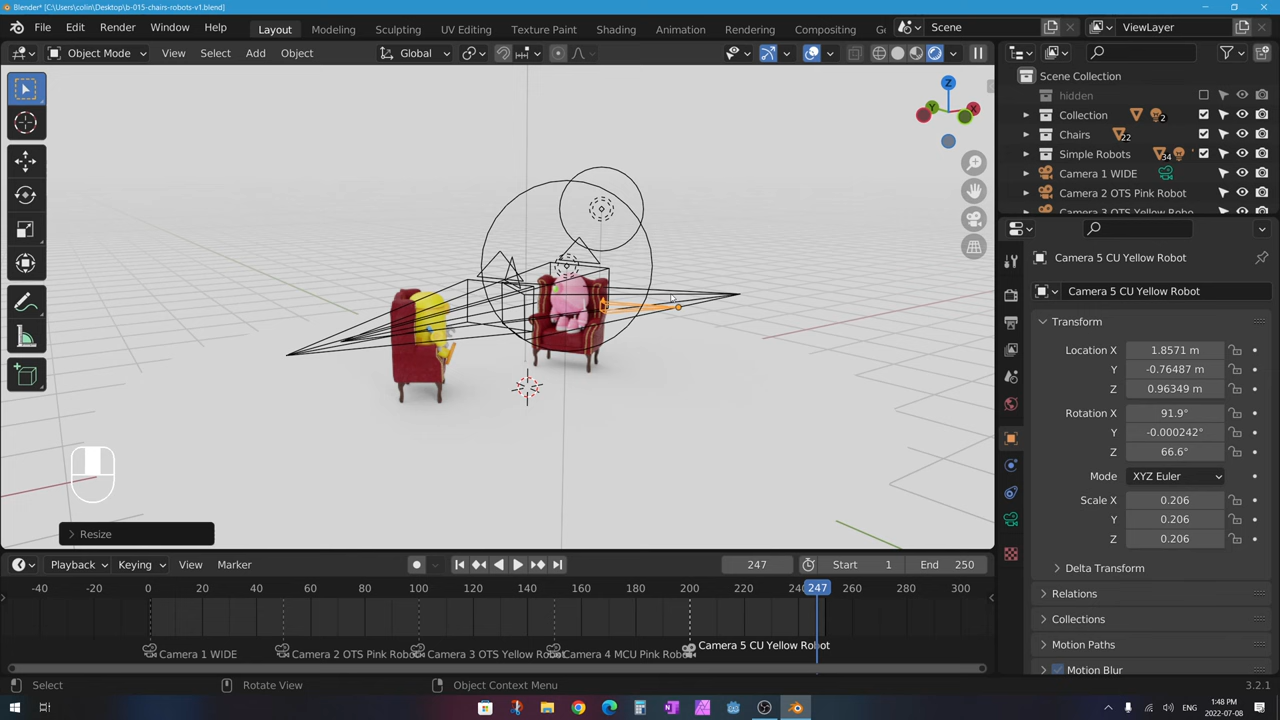 Blender* [C:\Users\colin\Desktop\b-015-chairs-robots-v1.blend]
File Edit Render Window Help Layout Modeling Sculpting UV Editing Texture Paint Shading Animation Rendering Compositing Scene ViewLayer
Object Mode View Select Add Object Global
Scene Collection
hidden
Collection 2
Chairs 22
Simple Robots 34
Camera 1 WIDE
Camera 2 OTS Pink Robot
Camera 3 OTS Yellow Robo
Z
Y X
Camera 5 CU Yellow Robot
Camera 5 CU Yellow Robot
Transform
Location X 1.8571 m
Y -0.76487 m
Z 0.96349 m
Rotation X 91.9°
Y -0.000242°
Z 66.6°
Mode XYZ Euler
Scale X 0.206
Y 0.206
Z 0.206
Delta Transform
Relations
Collections
Motion Paths
Motion Blur
Resize
Playback Keying View Marker 247 Start 1 End 250
-40 -20 0 20 40 60 80 100 120 140 160 180 200 220 247 260 280 300
Camera 1 WIDE Camera 2 OTS Pink Robot Camera 3 OTS Yellow Robot Camera 4 MCU Pink Robot Camera 5 CU Yellow Robot
Select Rotate View Object Context Menu 3.2.1
ENG 1:48 PM
2022-07-08